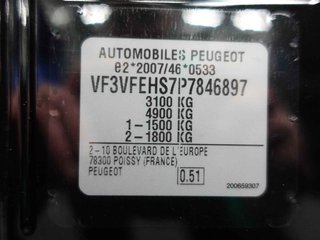 AUTOMOBILES PEUGEOT
e2*2007/46*0533
VF3VFEHS7P7846897
3100 KG
4900 KG
1-1500 KG
2-1800 KG
2-10 BOULEVARD DE L'EUROPE
78300 POISSY (FRANCE)
PEUGEOT 0.51
200659307